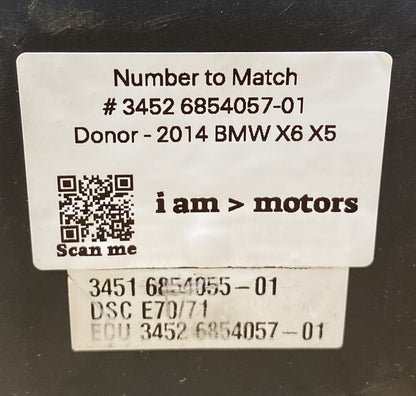 Number to Match
# 3452 6854057-01
Donor - 2014 BMW X6 X5
i am > motors
Scan me
3451 6854055-01
DSC E70/71
ECU 3452 6854057-01